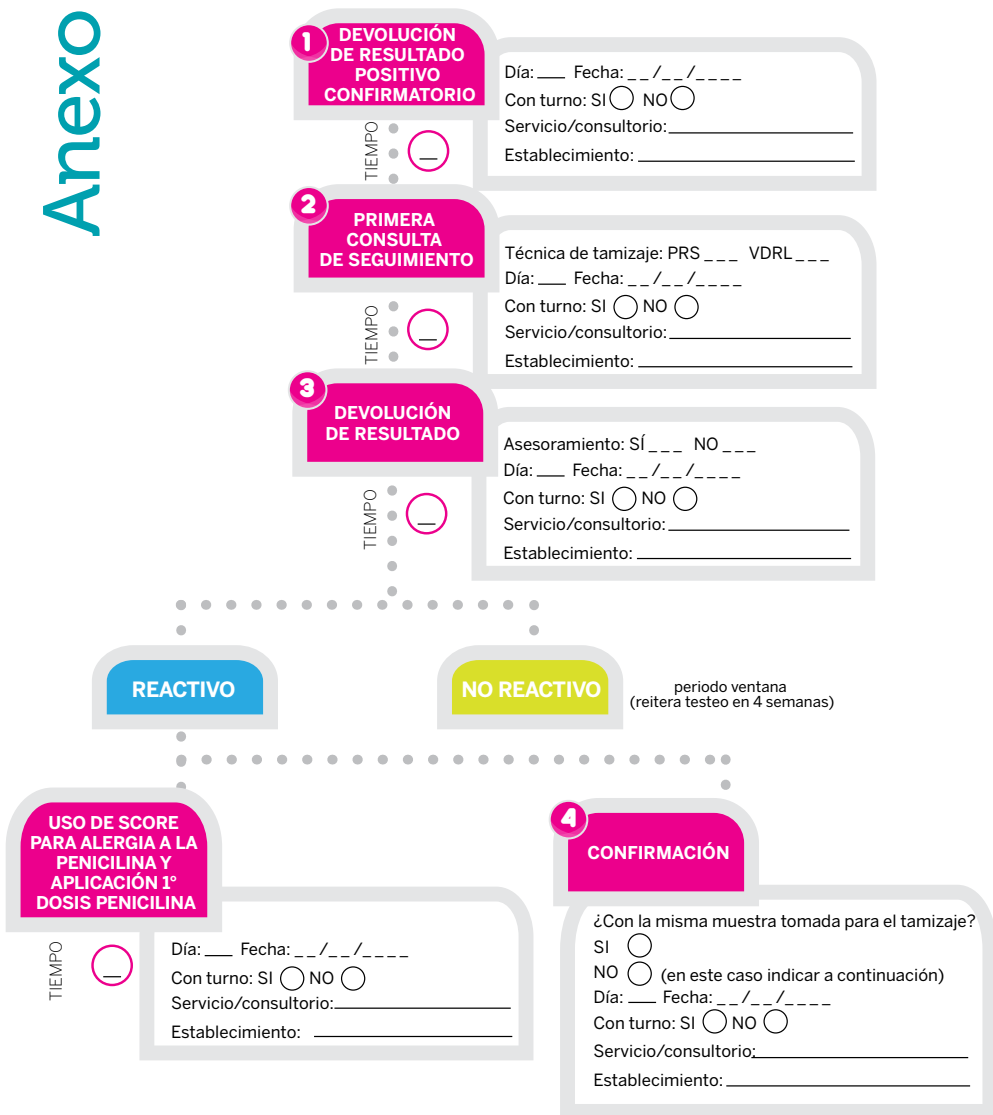 Anexo
1
DEVOLUCIÓN
DE RESULTADO
POSITIVO
CONFIRMATORIO
Día: ___ Fecha: _ _ /_ _ /_ _ _ _
Con turno: SI NO
Servicio/consultorio:
Establecimiento:
TIEMPO
_
2
PRIMERA
CONSULTA
DE SEGUIMIENTO
Técnica de tamizaje: PRS _ _ _ VDRL _ _ _
Día: ___ Fecha: _ _ /_ _ /_ _ _ _
Con turno: SI NO
Servicio/consultorio:
Establecimiento:
TIEMPO
_
3
DEVOLUCIÓN
DE RESULTADO
Asesoramiento: SÍ _ _ _ NO _ _ _
Día: ___ Fecha: _ _ /_ _ /_ _ _ _
Con turno: SI NO
Servicio/consultorio:
Establecimiento:
TIEMPO
_
REACTIVO
NO REACTIVO
periodo ventana
(reitera testeo en 4 semanas)
USO DE SCORE
PARA ALERGIA A LA
PENICILINA Y
APLICACIÓN 1°
DOSIS PENICILINA
TIEMPO
_
Día: ___ Fecha: _ _ /_ _ /_ _ _ _
Con turno: SI NO
Servicio/consultorio:
Establecimiento:
4
CONFIRMACIÓN
¿Con la misma muestra tomada para el tamizaje?
SI
NO (en este caso indicar a continuación)
Día: ___ Fecha: _ _ /_ _ /_ _ _ _
Con turno: SI NO
Servicio/consultorio:
Establecimiento: